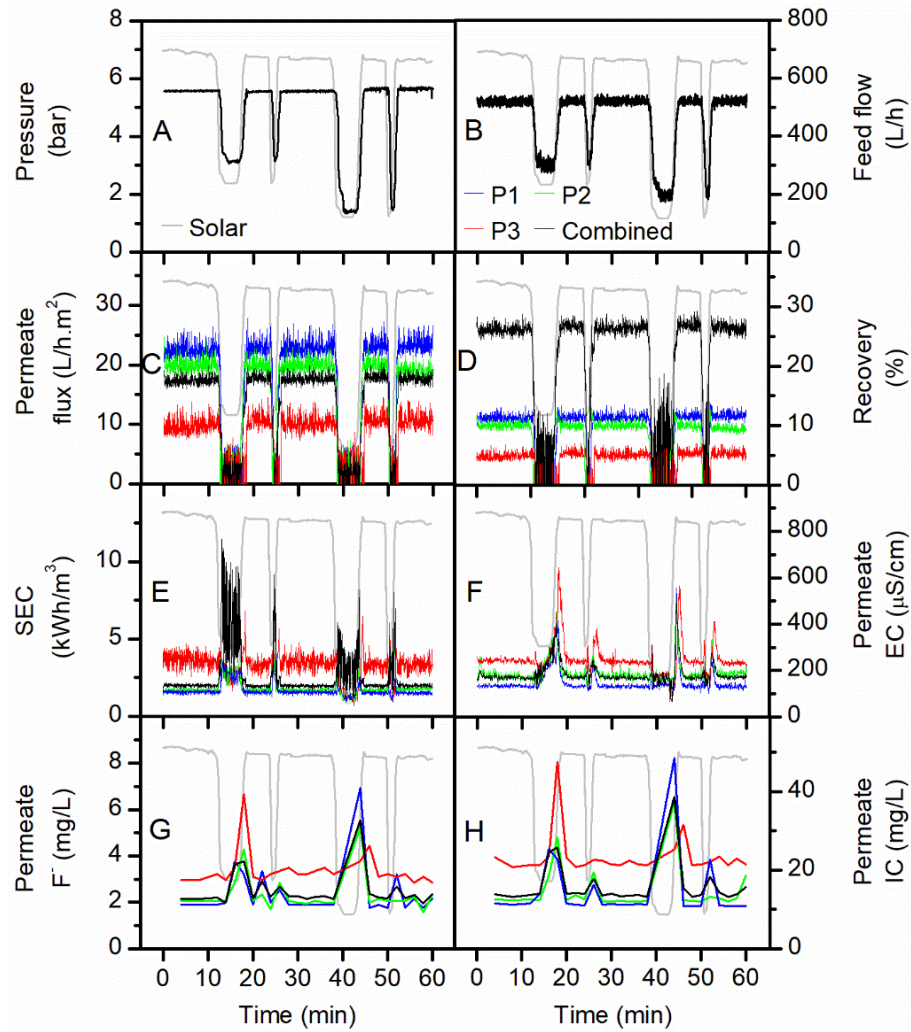 8
6
4
2
0
Pressure
(bar)
A
Solar
800
600
400
200
0
Feed flow
(L/h)
B
P1
P2
P3
Combined
30
20
10
0
Permeate
flux (L/h.m²)
C
30
20
10
0
Recovery
(%)
D
10
5
0
SEC
(kWh/m³)
E
800
600
400
200
0
Permeate
EC (µS/cm)
F
8
6
4
2
0
Permeate
F⁻ (mg/L)
G
40
20
0
Permeate
IC (mg/L)
H
0 10 20 30 40 50 60
Time (min)
0 10 20 30 40 50 60
Time (min)